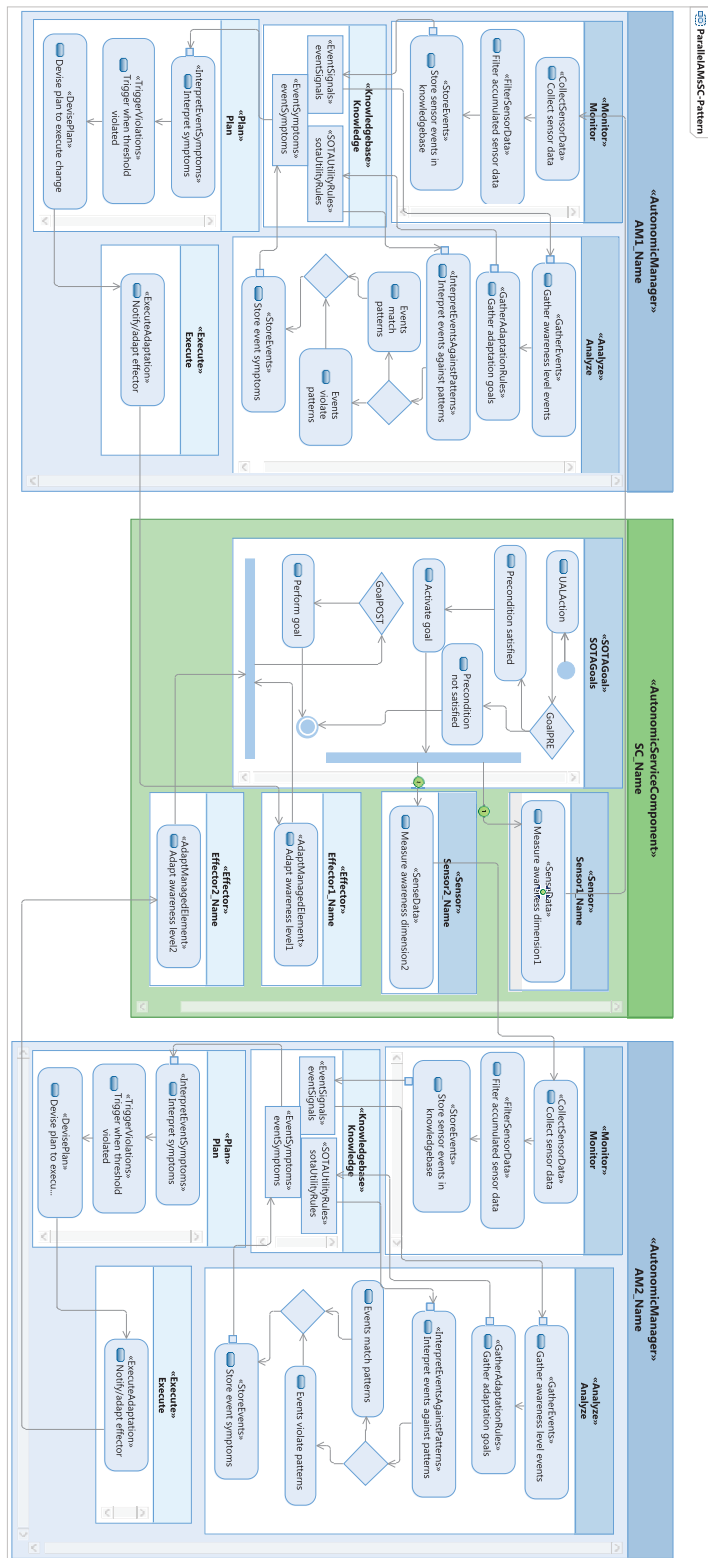 ParallelAMsSC-Pattern
«AutonomicManager»
AM1_Name
«Monitor»
Monitor
«CollectSensorData»
Collect sensor data
«FilterSensorData»
Filter accumulated sensor data
«StoreEvents»
Store sensor events in
knowledgebase
«Analyze»
Analyze
«GatherEvents»
Gather awareness level events
«GatherAdaptationRules»
Gather adaptation goals
«InterpretEventsAgainstPatterns»
Interpret events against patterns
Events
match
patterns
Events
violate
patterns
«StoreEvents»
Store event symptoms
«Knowledgebase»
Knowledge
«EventSignals»
eventSignals
«SOTAUtilityRules»
sotaUtilityRules
«EventSymptoms»
eventSymptoms
«Plan»
Plan
«InterpretEventSymptoms»
Interpret symptoms
«TriggerViolations»
Trigger when threshold
violated
«DevisePlan»
Devise plan to execute change
«Execute»
Execute
«ExecuteAdaptation»
Notify/adapt effector
«AutonomicServiceComponent»
SC_Name
«SOTAGoal»
SOTAGoals
UALAction
GoalPRE
Precondition satisfied
Precondition
not satisfied
Activate goal
GoalPOST
Perform goal
«Sensor»
Sensor1_Name
«SenseData»
Measure awareness dimension1
«Sensor»
Sensor2_Name
«SenseData»
Measure awareness dimension2
«Effector»
Effector1_Name
«AdaptManagedElement»
Adapt awareness level1
«Effector»
Effector2_Name
«AdaptManagedElement»
Adapt awareness level2
«AutonomicManager»
AM2_Name
«Monitor»
Monitor
«CollectSensorData»
Collect sensor data
«FilterSensorData»
Filter accumulated sensor data
«StoreEvents»
Store sensor events in
knowledgebase
«Analyze»
Analyze
«GatherEvents»
Gather awareness level events
«GatherAdaptationRules»
Gather adaptation goals
«InterpretEventsAgainstPatterns»
Interpret events against patterns
Events match patterns
Events violate patterns
«StoreEvents»
Store event symptoms
«Knowledgebase»
Knowledge
«EventSignals»
eventSignals
«SOTAUtilityRules»
sotaUtilityRules
«EventSymptoms»
eventSymptoms
«Plan»
Plan
«InterpretEventSymptoms»
Interpret symptoms
«TriggerViolations»
Trigger when threshold
violated
«DevisePlan»
Devise plan to execu...
«Execute»
Execute
«ExecuteAdaptation»
Notify/adapt effector